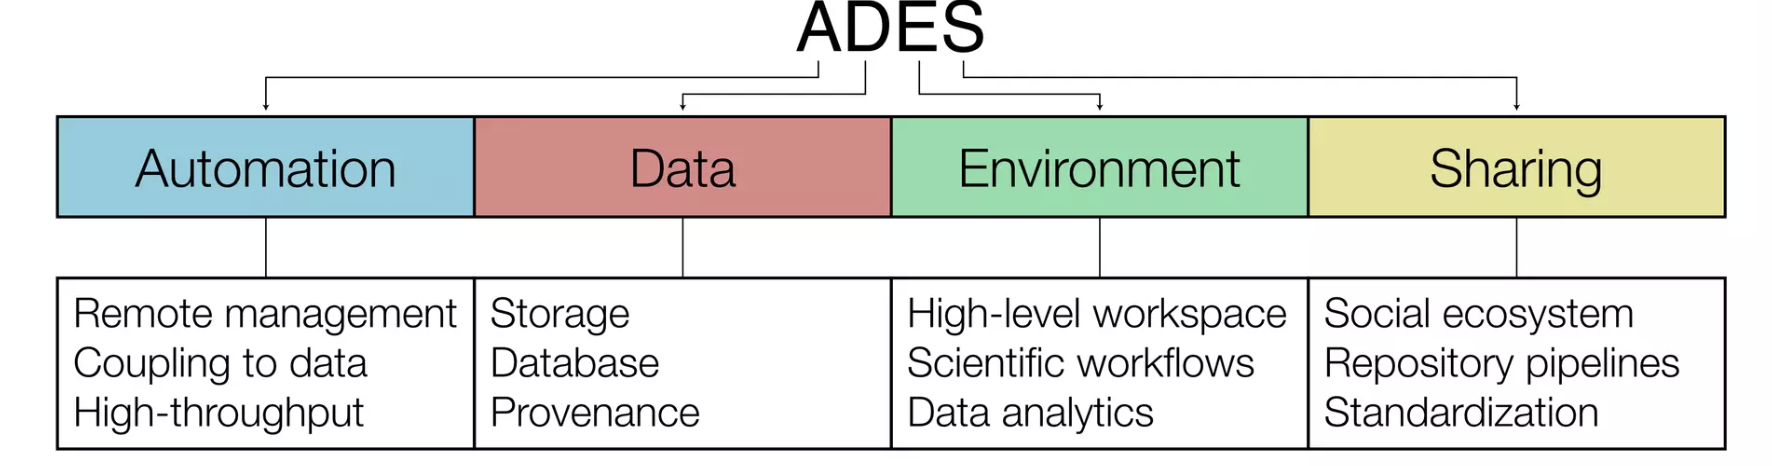 ADES
Automation
Data
Environment
Sharing
Remote management
Coupling to data
High-throughput
Storage
Database
Provenance
High-level workspace
Scientific workflows
Data analytics
Social ecosystem
Repository pipelines
Standardization